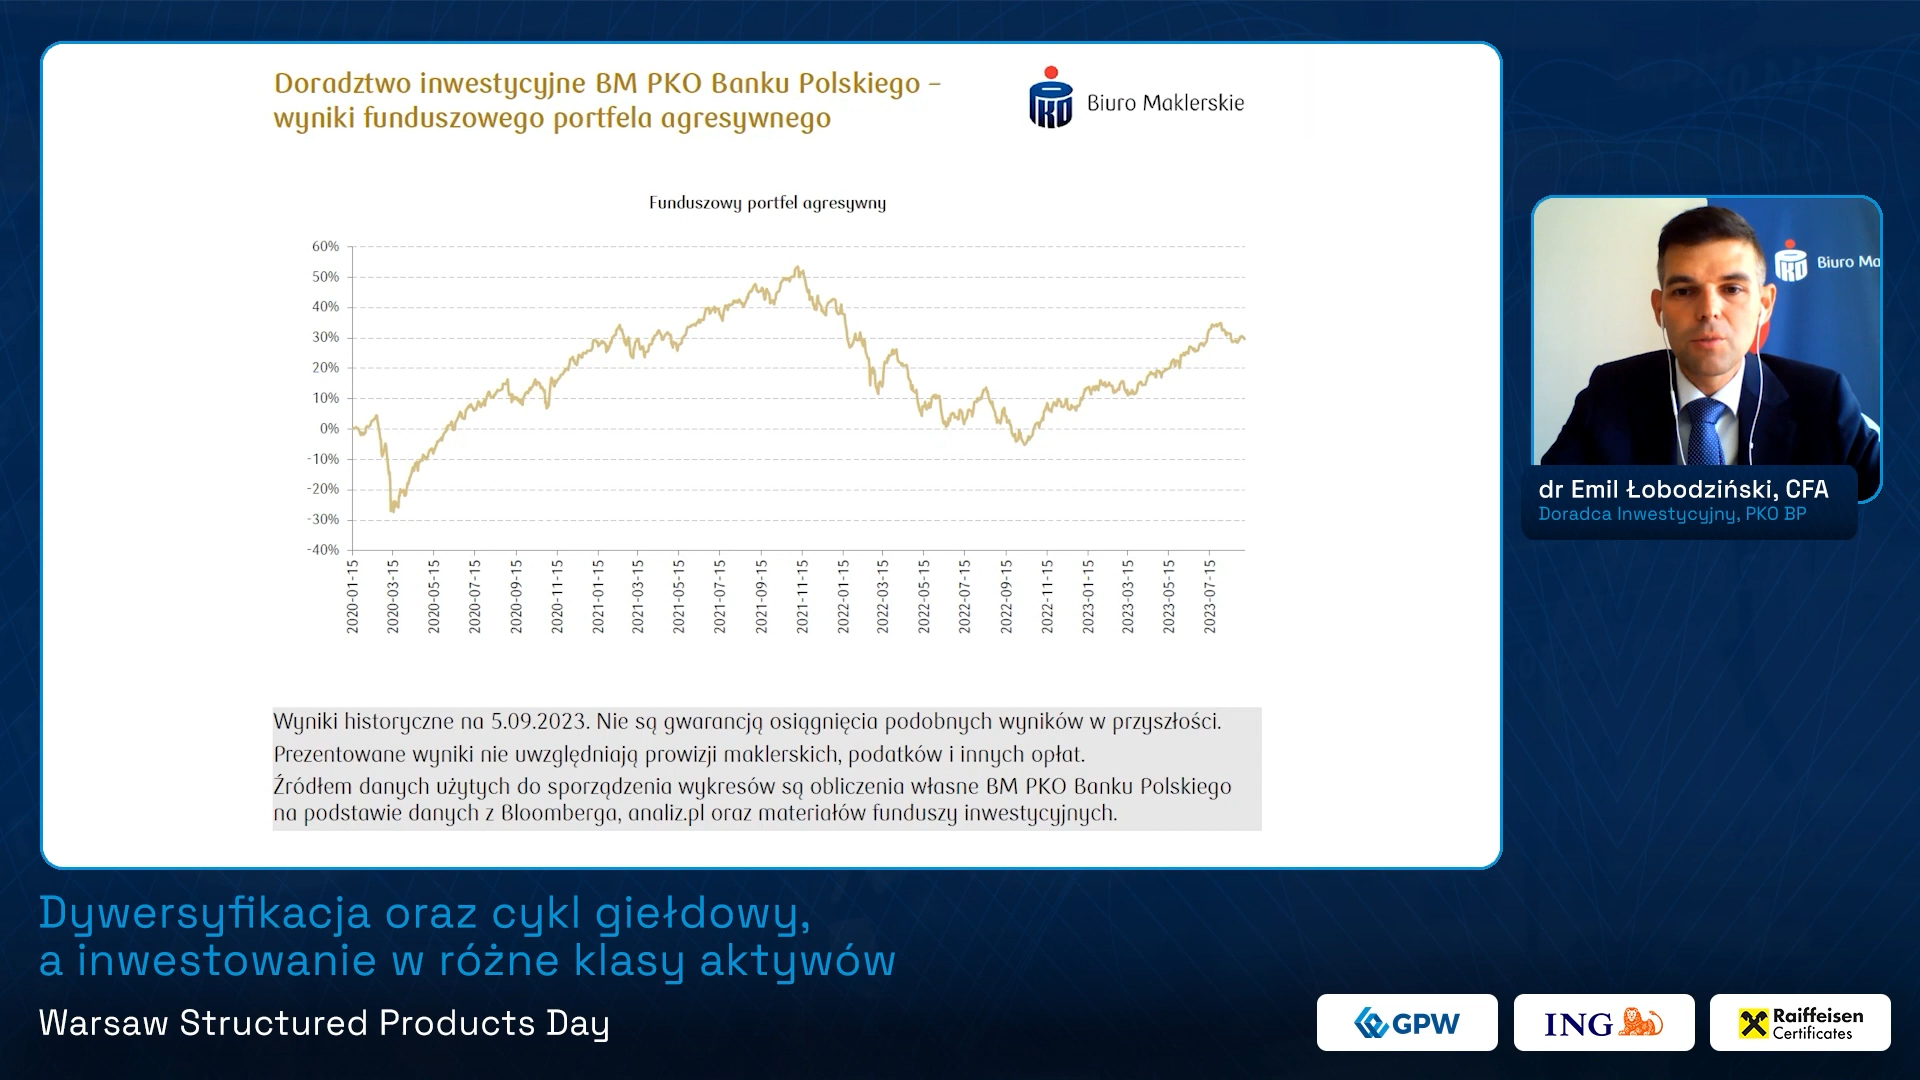 Doradztwo inwestycyjne BM PKO Banku Polskiego –
wyniki funduszowego portfela agresywnego
Biuro Maklerskie
Funduszowy portfel agresywny
60%
50%
40%
30%
20%
10%
0%
-10%
-20%
-30%
-40%
2020-01-15
2020-03-15
2020-05-15
2020-07-15
2020-09-15
2020-11-15
2021-01-15
2021-03-15
2021-05-15
2021-07-15
2021-09-15
2021-11-15
2022-01-15
2022-03-15
2022-05-15
2022-07-15
2022-09-15
2022-11-15
2023-01-15
2023-03-15
2023-05-15
2023-07-15
Wyniki historyczne na 5.09.2023. Nie są gwarancją osiągnięcia podobnych wyników w przyszłości.
Prezentowane wyniki nie uwzględniają prowizji maklerskich, podatków i innych opłat.
Źródłem danych użytych do sporządzenia wykresów są obliczenia własne BM PKO Banku Polskiego
na podstawie danych z Bloomberga, analiz.pl oraz materiałów funduszy inwestycyjnych.
Biuro Ma
dr Emil Łobodziński, CFA
Doradca Inwestycyjny, PKO BP
Dywersyfikacja oraz cykl giełdowy,
a inwestowanie w różne klasy aktywów
Warsaw Structured Products Day
GPW
ING
Raiffeisen
Certificates